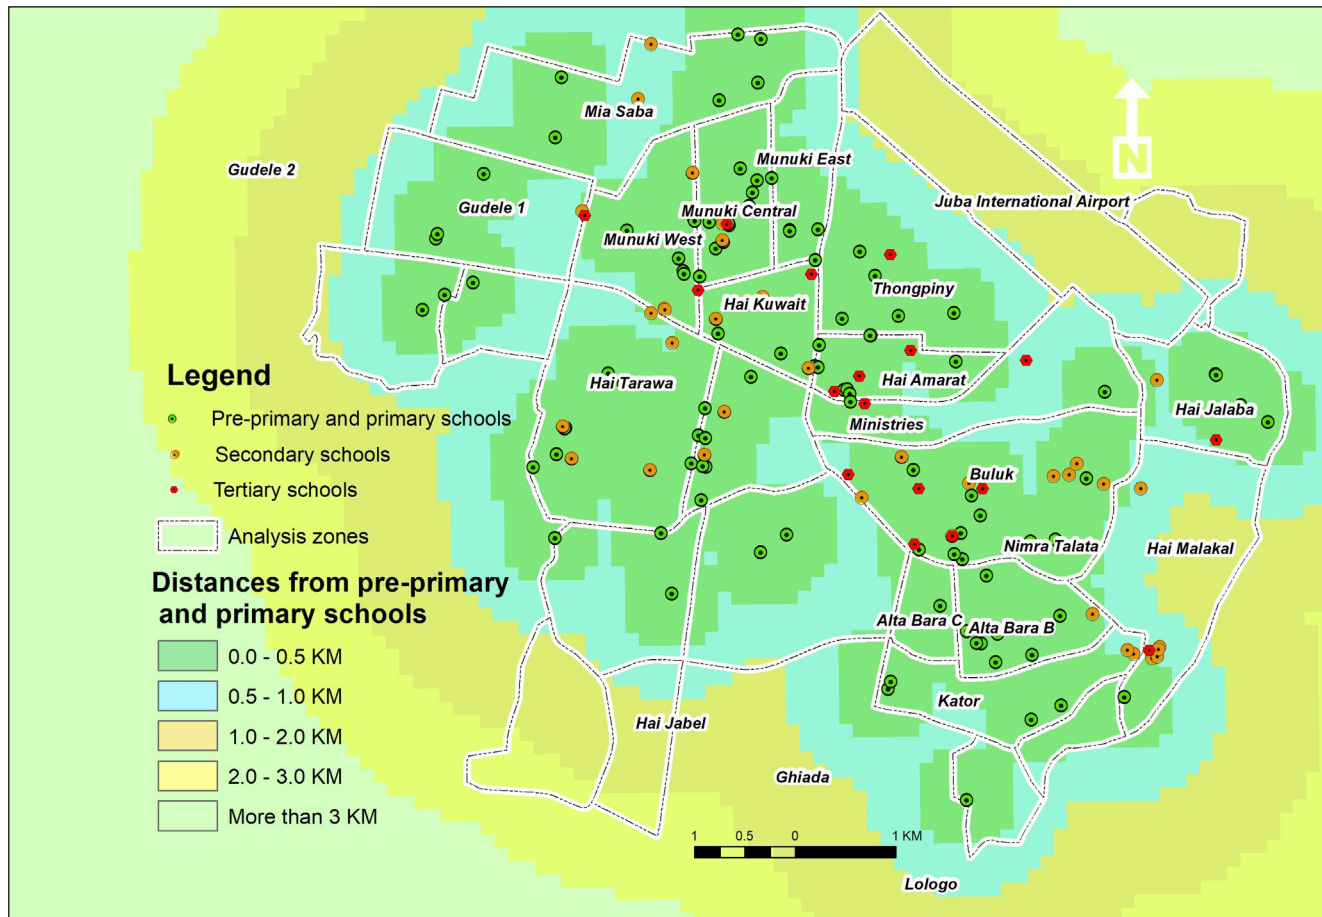 Mia Saba
Gudele 2
Munuki East
Juba International Airport
N
Gudele 1
Munuki Central
Munuki West
Thongpiny
Hai Kuwait
Legend
Hai Tarawa
Hai Amarat
Hai Jalaba
Pre-primary and primary schools
Ministries
Secondary schools
Buluk
Tertiary schools
Analysis zones
Nimra Talata
Hai Malakal
Distances from pre-primary
and primary schools
Alta Bara C
Alta Bara B
0.0 - 0.5 KM
0.5 - 1.0 KM
Kator
Hai Jabel
1.0 - 2.0 KM
2.0 - 3.0 KM
Ghiada
More than 3 KM
1 0.5 0 1 KM
Lologo